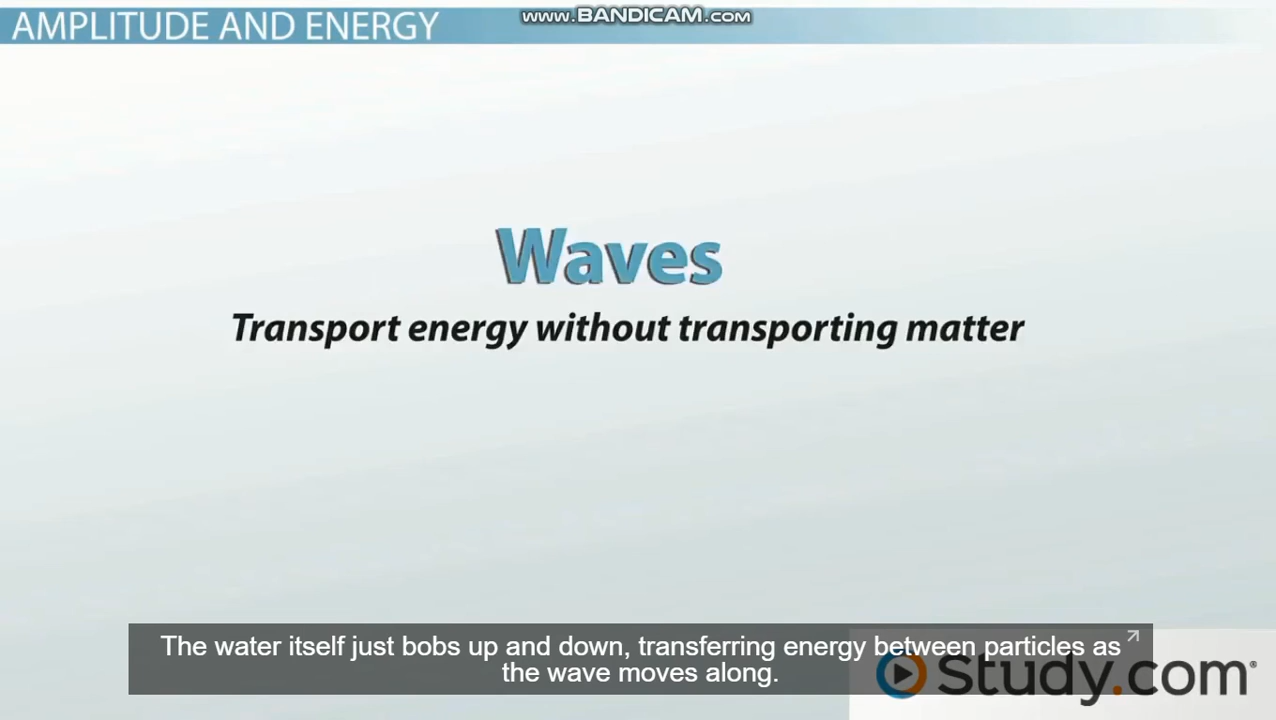 AMPLITUDE AND ENERGY
www.BANDICAM.com
Waves
Transport energy without transporting matter
The water itself just bobs up and down, transferring energy between particles as
the wave moves along.
Study.com®